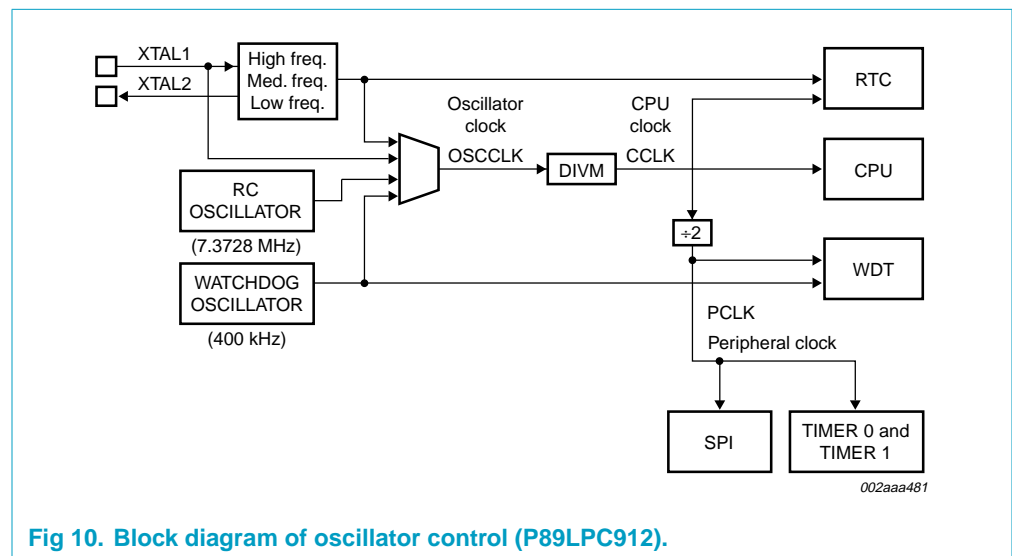 XTAL1
XTAL2
High freq.
Med. freq.
Low freq.
Oscillator
clock
OSCCLK
DIVM
CPU
clock
CCLK
RTC
CPU
RC
OSCILLATOR
(7.3728 MHz)
÷2
WDT
WATCHDOG
OSCILLATOR
(400 kHz)
PCLK
Peripheral clock
SPI
TIMER 0 and
TIMER 1
002aaa481
Fig 10. Block diagram of oscillator control (P89LPC912).